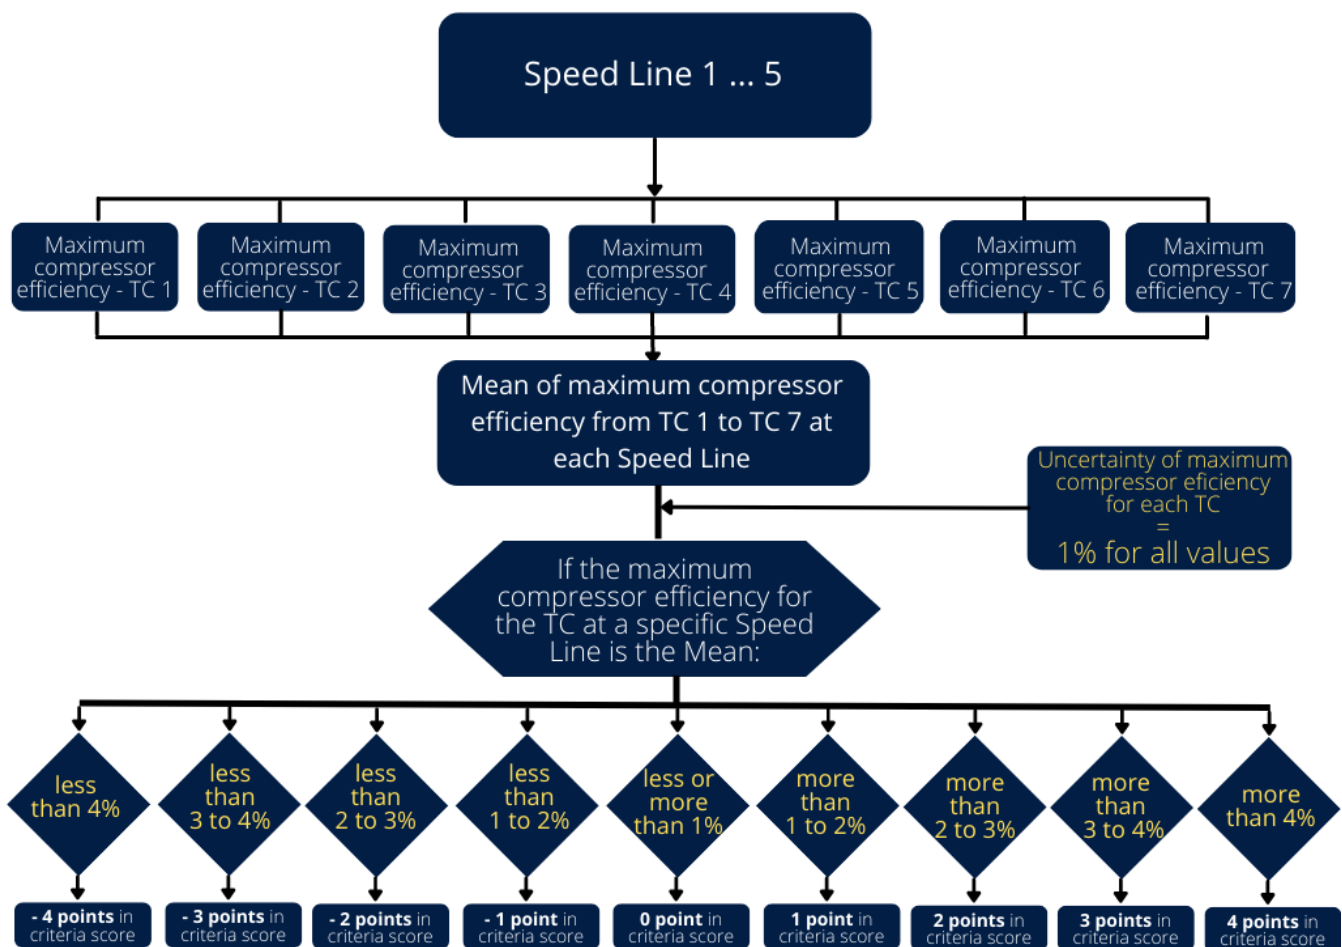 Speed Line 1 ... 5
Maximum
compressor
efficiency - TC 1
Maximum
compressor
efficiency - TC 2
Maximum
compressor
efficiency - TC 3
Maximum
compressor
efficiency - TC 4
Maximum
compressor
efficiency - TC 5
Maximum
compressor
efficiency - TC 6
Maximum
compressor
efficiency - TC 7
Mean of maximum compressor
efficiency from TC 1 to TC 7 at
each Speed Line
Uncertainty of maximum
compressor eficiency
for each TC
=
1% for all values
If the maximum
compressor efficiency for
the TC at a specific Speed
Line is the Mean:
less
than 4%
less
than
3 to 4%
less
than
2 to 3%
less
than
1 to 2%
less or
more
than 1%
more
than
1 to 2%
more
than
2 to 3%
more
than
3 to 4%
more
than 4%
- 4 points in
criteria score
- 3 points in
criteria score
- 2 points in
criteria score
- 1 point in
criteria score
0 point in
criteria score
1 point in
criteria score
2 points in
criteria score
3 points in
criteria score
4 points in
criteria score